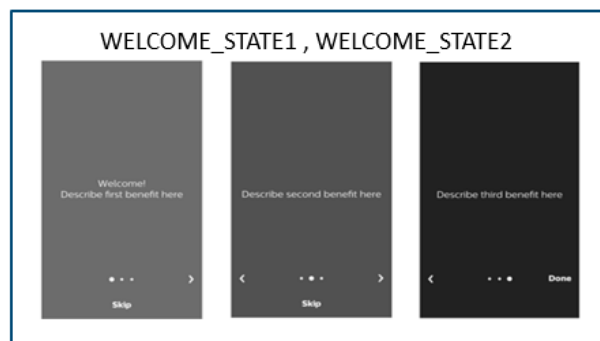 WELCOME_STATE1 , WELCOME_STATE2
Welcome!
Describe first benefit here
Skip
Describe second benefit here
Skip
Describe third benefit here
Done